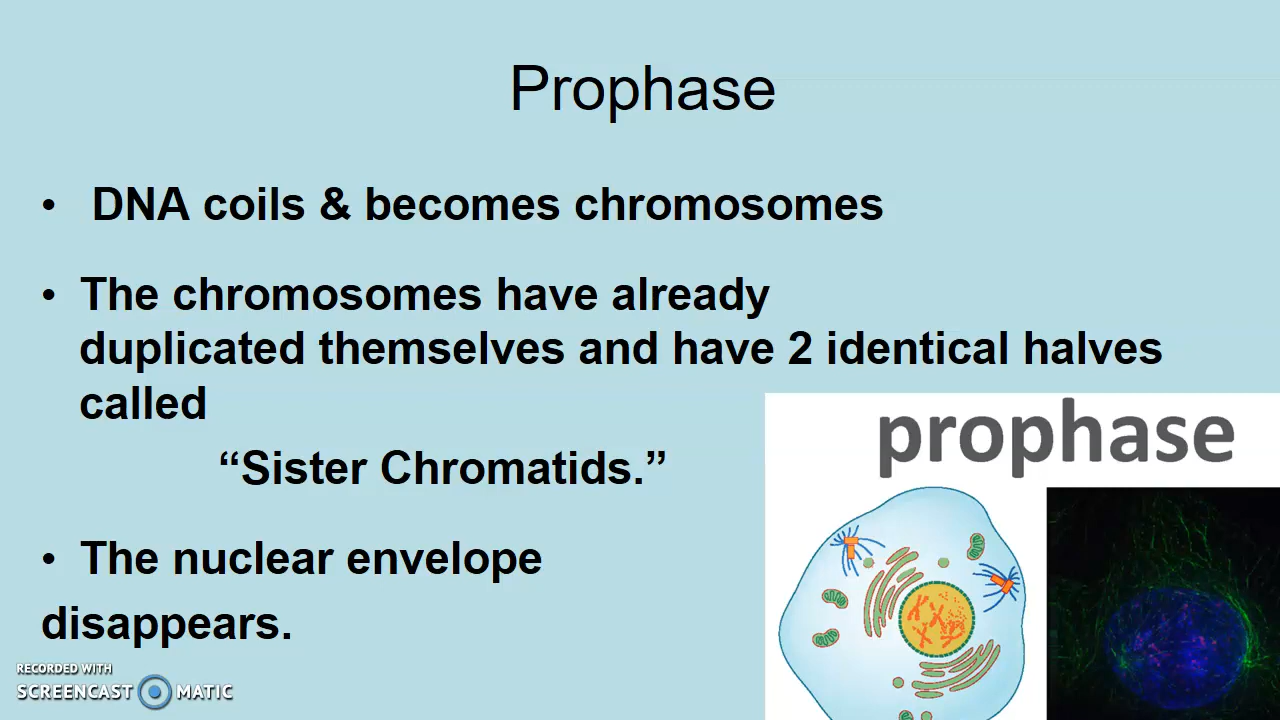 Prophase
• DNA coils & becomes chromosomes
• The chromosomes have already
duplicated themselves and have 2 identical halves
called
“Sister Chromatids.”
prophase
• The nuclear envelope
disappears.
RECORDED WITH
SCREENCAST MATIC